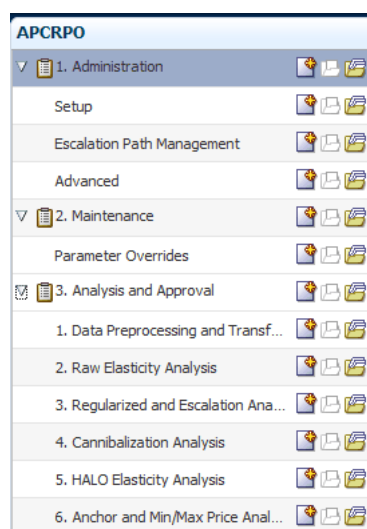 APCRPO
1. Administration
Setup
Escalation Path Management
Advanced
2. Maintenance
Parameter Overrides
3. Analysis and Approval
1. Data Preprocessing and Transf...
2. Raw Elasticity Analysis
3. Regularized and Escalation Ana...
4. Cannibalization Analysis
5. HALO Elasticity Analysis
6. Anchor and Min/Max Price Anal...